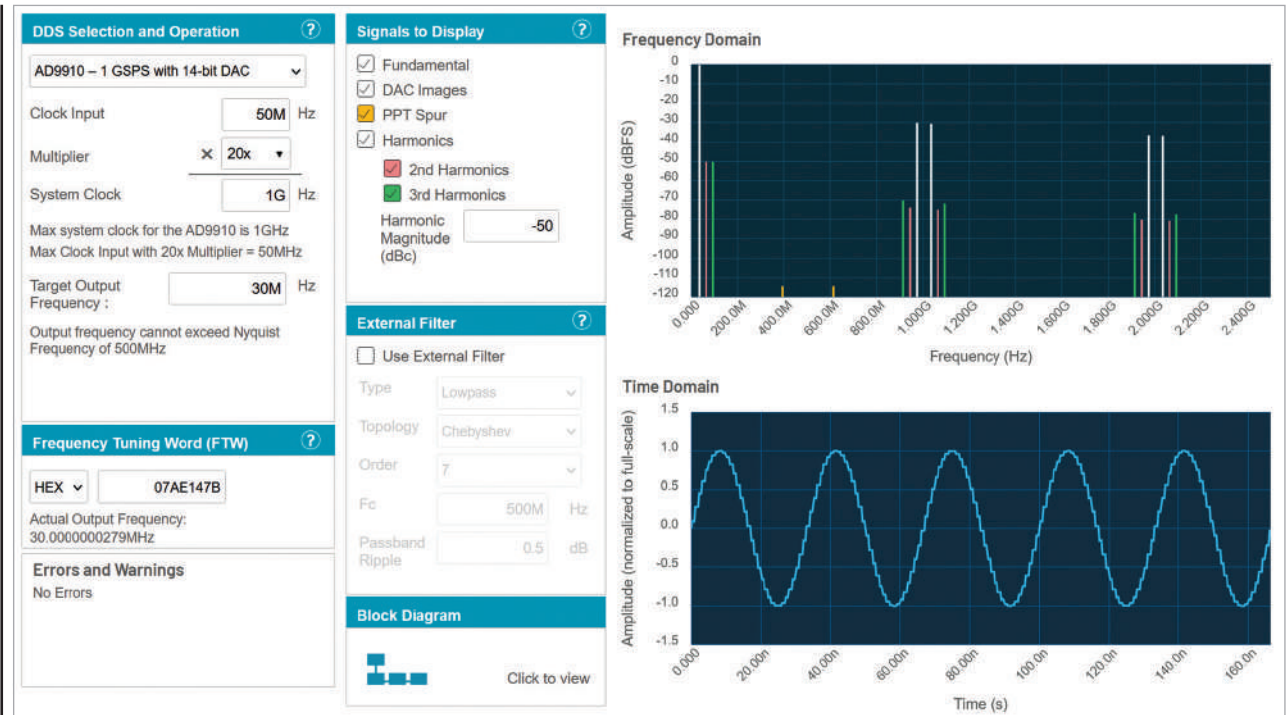 DDS Selection and Operation ?
AD9910 – 1 GSPS with 14-bit DAC
Clock Input 50M Hz
Multiplier × 20x
System Clock 1G Hz
Max system clock for the AD9910 is 1GHz
Max Clock Input with 20x Multiplier = 50MHz
Target Output 30M Hz
Frequency :
Output frequency cannot exceed Nyquist
Frequency of 500MHz
Frequency Tuning Word (FTW) ?
HEX 07AE147B
Actual Output Frequency:
30.0000000279MHz
Errors and Warnings
No Errors
Signals to Display ?
Fundamental
DAC Images
PPT Spur
Harmonics
2nd Harmonics
3rd Harmonics
Harmonic
Magnitude -50
(dBc)
External Filter ?
Use External Filter
Type Lowpass
Topology Chebyshev
Order 7
Fc 500M Hz
Passband 0.5 dB
Ripple
Block Diagram
Click to view
Frequency Domain
Amplitude (dBFS)
0
-10
-20
-30
-40
-50
-60
-70
-80
-90
-100
-110
-120
0.000 200.0M 400.0M 600.0M 800.0M 1.000G 1.200G 1.400G 1.600G 1.800G 2.000G 2.200G 2.400G
Frequency (Hz)
Time Domain
Amplitude (normalized to full-scale)
1.5
1.0
0.5
0.0
-0.5
-1.0
-1.5
0.000 20.00n 40.00n 60.00n 80.00n 100.0n 120.0n 140.0n 160.0n
Time (s)